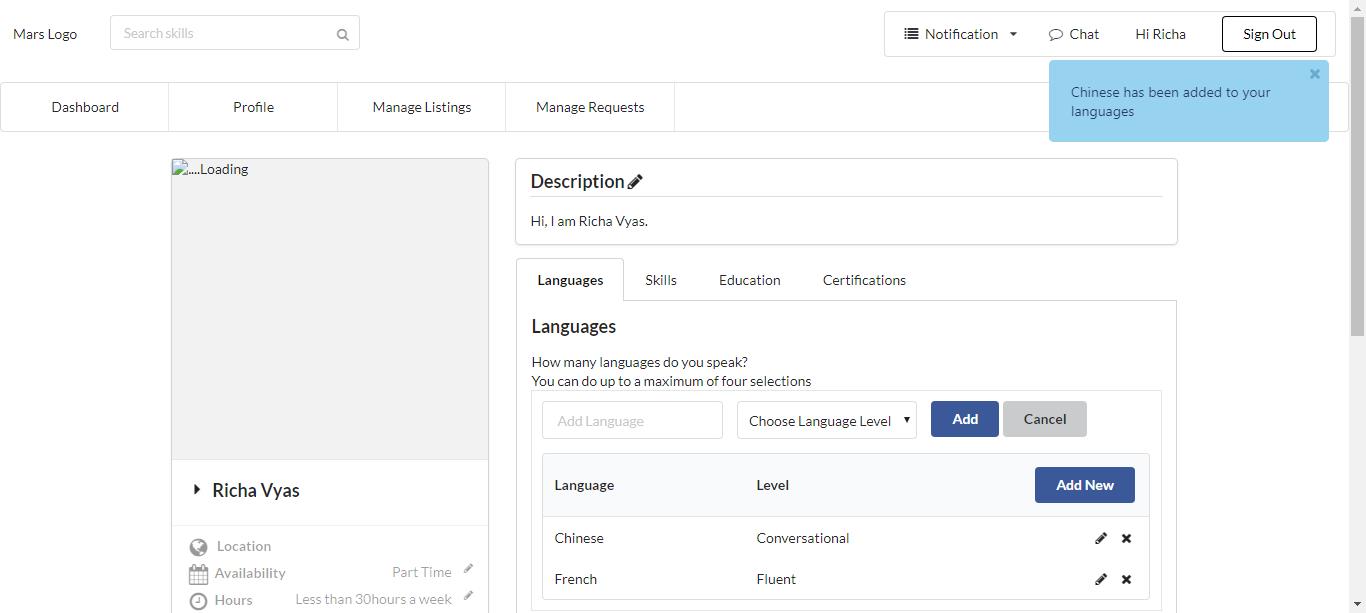 Mars Logo
Search skills
Notification
Chat
Hi Richa
Sign Out
Chinese has been added to your
languages
Dashboard
Profile
Manage Listings
Manage Requests
....Loading
Richa Vyas
Location
Availability
Part Time
Hours
Less than 30hours a week
Description
Hi, I am Richa Vyas.
Languages
Skills
Education
Certifications
Languages
How many languages do you speak?
You can do up to a maximum of four selections
Add Language
Choose Language Level
Add
Cancel
Language
Level
Add New
Chinese
Conversational
French
Fluent